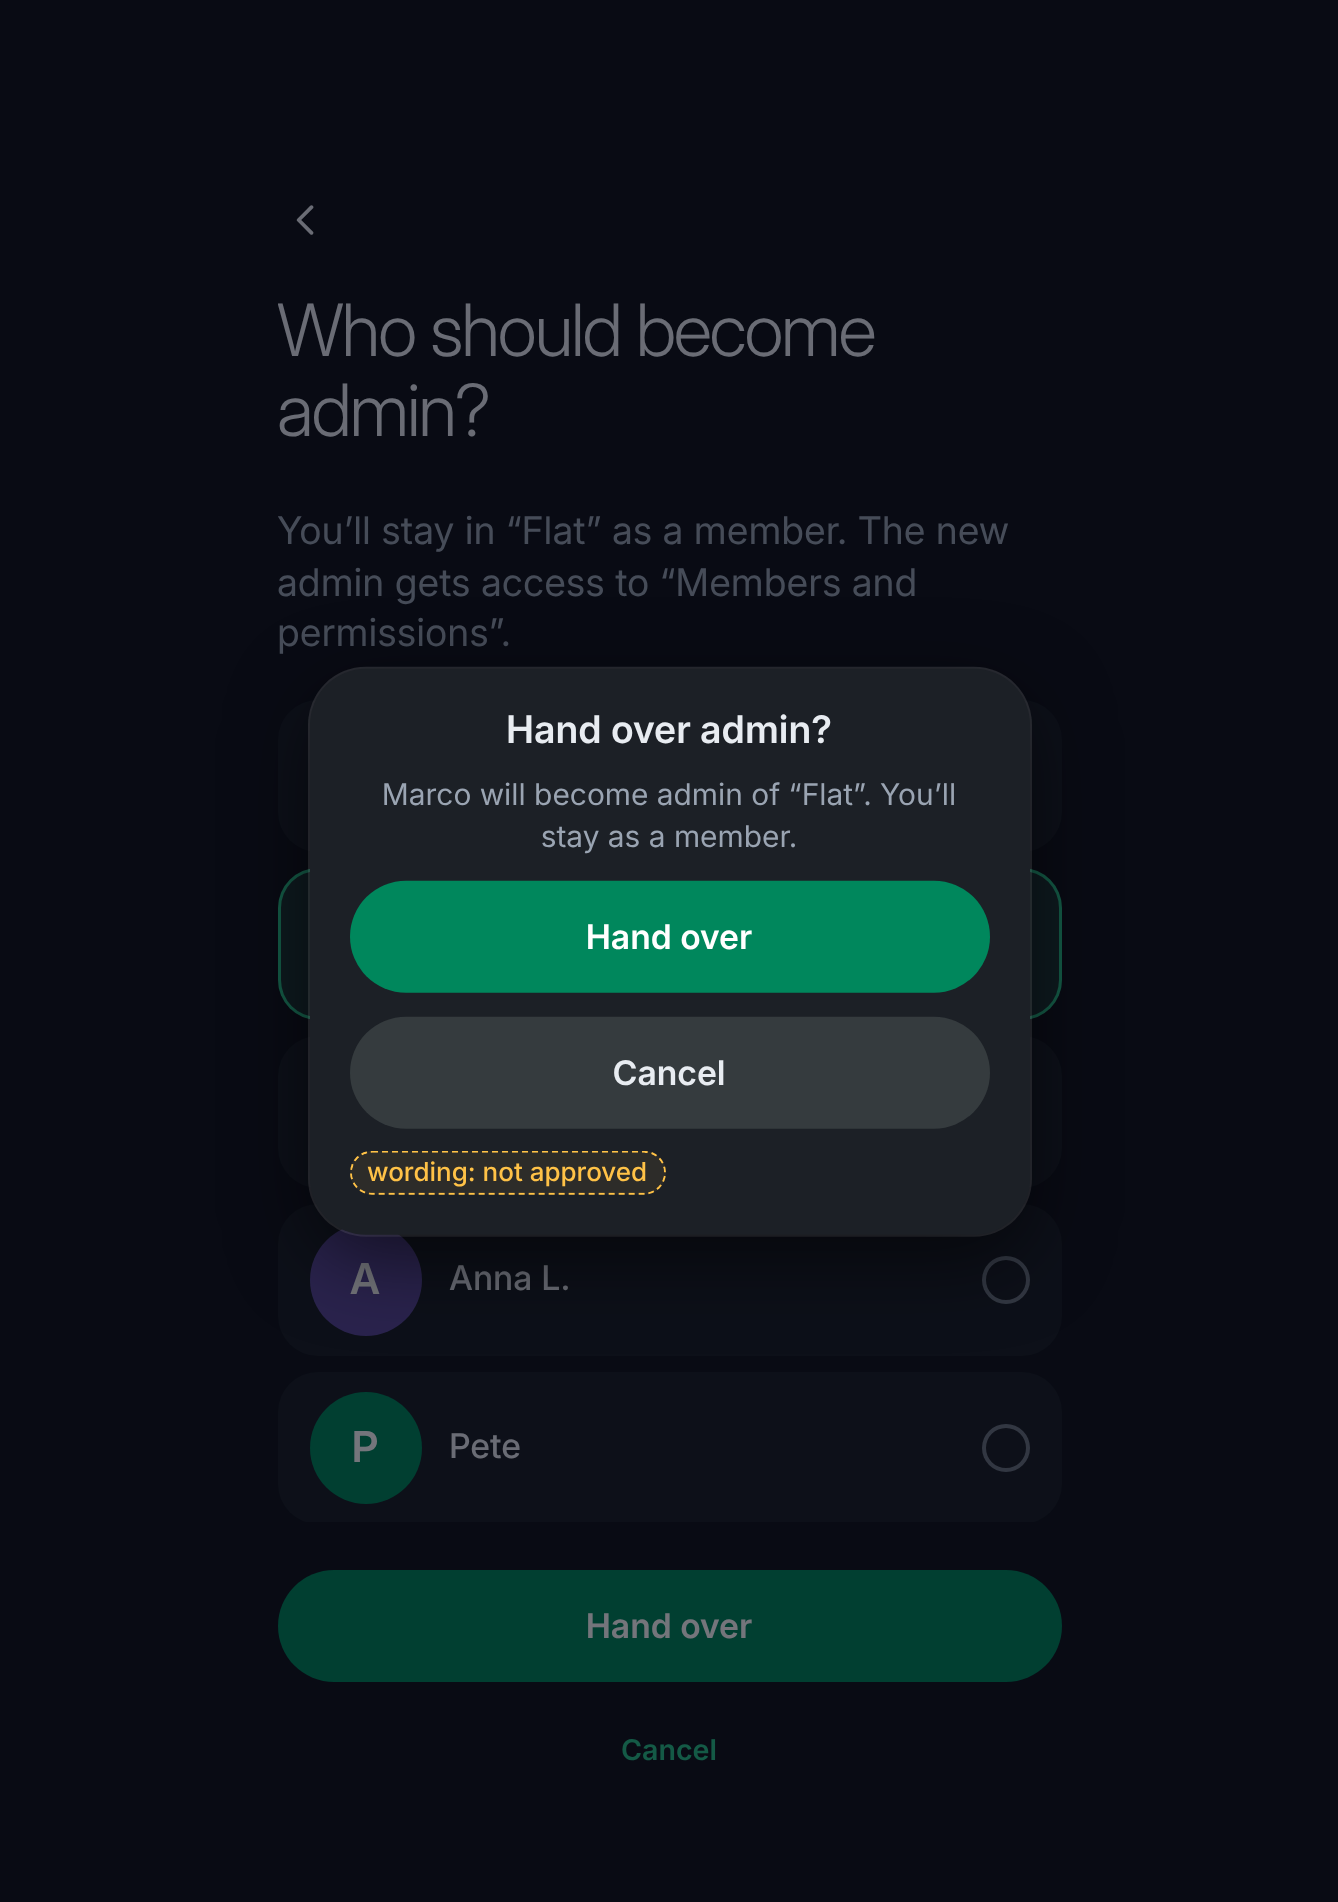 Who should become
admin?
You’ll stay in “Flat” as a member. The new
admin gets access to “Members and
permissions”.
Hand over admin?
Marco will become admin of “Flat”. You’ll
stay as a member.
Hand over
Cancel
wording: not approved
A
Anna L.
P
Pete
Hand over
Cancel